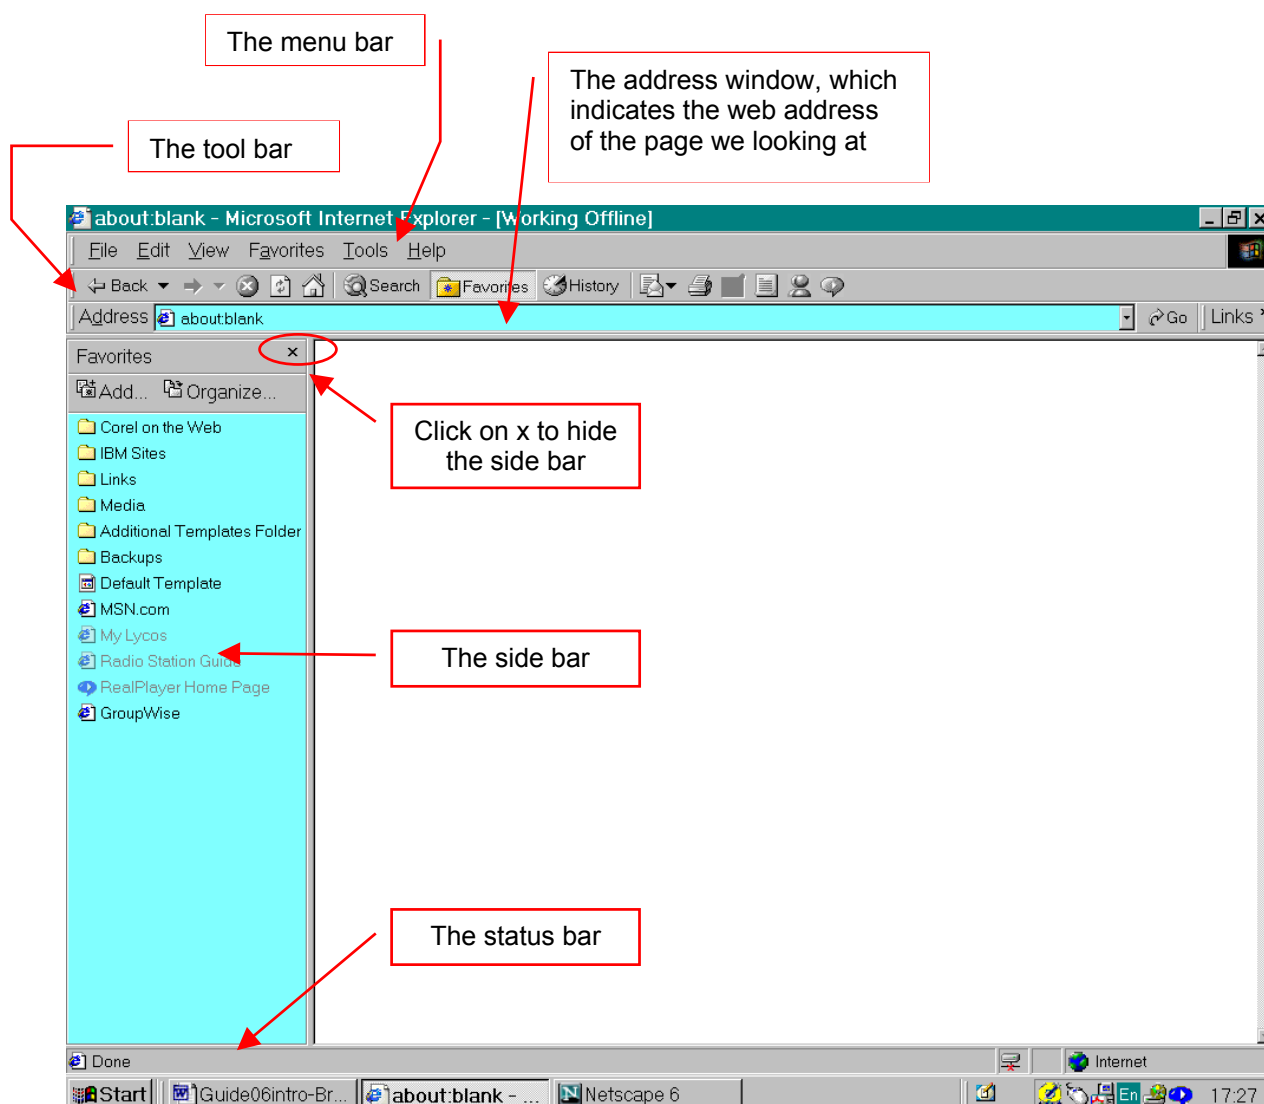 The menu bar
The address window, which
indicates the web address
of the page we looking at
The tool bar
about:blank - Microsoft Internet Explorer - [Working Offline]
File Edit View Favorites Tools Help
Back Search Favorites History
Address about:blank Go Links
Favorites x
Add... Organize...
Corel on the Web
IBM Sites
Links
Media
Additional Templates Folder
Backups
Default Template
MSN.com
My Lycos
Radio Station Guide
RealPlayer Home Page
GroupWise
Click on x to hide
the side bar
The side bar
The status bar
Done Internet
Start Guide06intro-Br... about:blank - ... Netscape 6 En 17:27